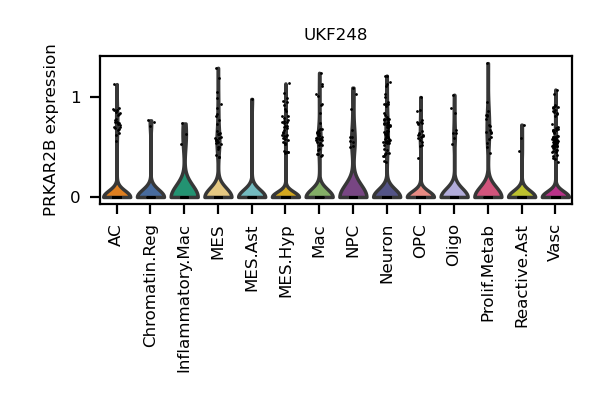 UKF248
PRKAR2B expression
1
0
AC
Chromatin.Reg
Inflammatory.Mac
MES
MES.Ast
MES.Hyp
Mac
NPC
Neuron
OPC
Oligo
Prolif.Metab
Reactive.Ast
Vasc